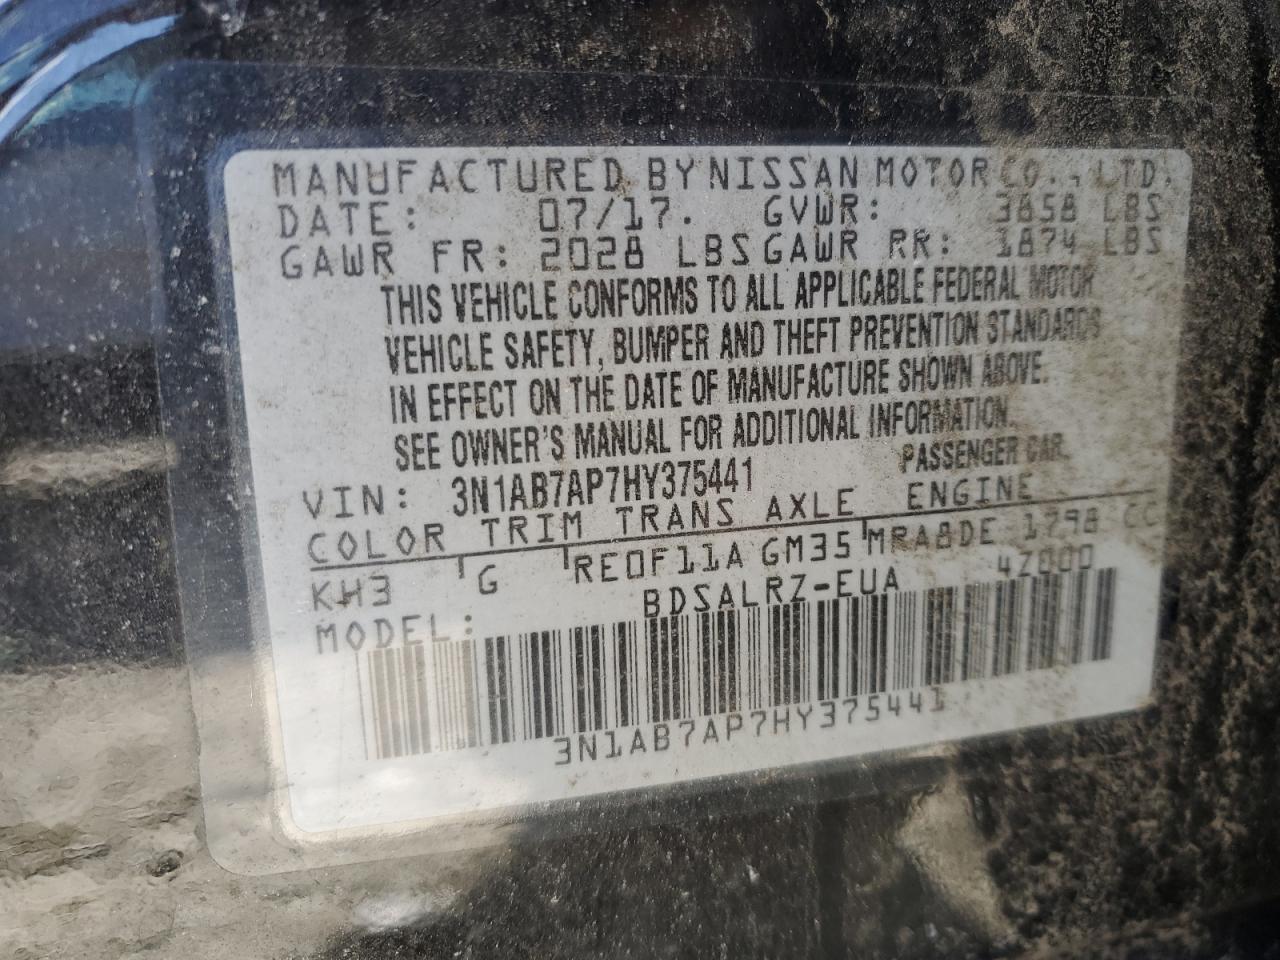 MANUFACTURED BY NISSAN MOTOR CO., LTD.
DATE: 07/17. GVWR: 3858 LBS
GAWR FR: 2028 LBS GAWR RR: 1874 LBS
THIS VEHICLE CONFORMS TO ALL APPLICABLE FEDERAL MOTOR
VEHICLE SAFETY, BUMPER AND THEFT PREVENTION STANDARDS
IN EFFECT ON THE DATE OF MANUFACTURE SHOWN ABOVE.
SEE OWNER'S MANUAL FOR ADDITIONAL INFORMATION.
VIN: 3N1AB7AP7HY375441 PASSENGER CAR
COLOR TRIM TRANS AXLE ENGINE
KH3 G RE0F11A GM35 MRA8DE 1798 CC
MODEL: BDSALRZ-EUA 4Z000
3N1AB7AP7HY375441